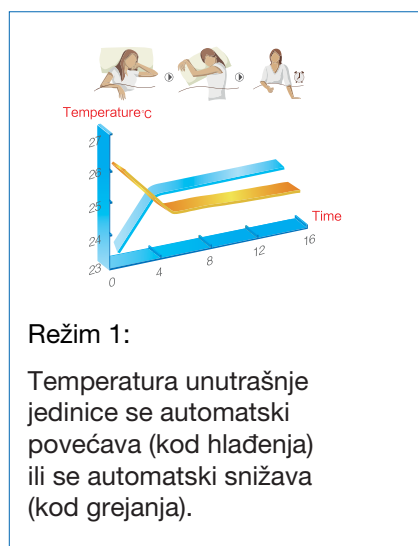 Temperature°C
27
26
25
24
23
0
4
8
12
16
Time
Režim 1:
Temperatura unutrašnje
jedinice se automatski
povećava (kod hlađenja)
ili se automatski snižava
(kod grejanja).